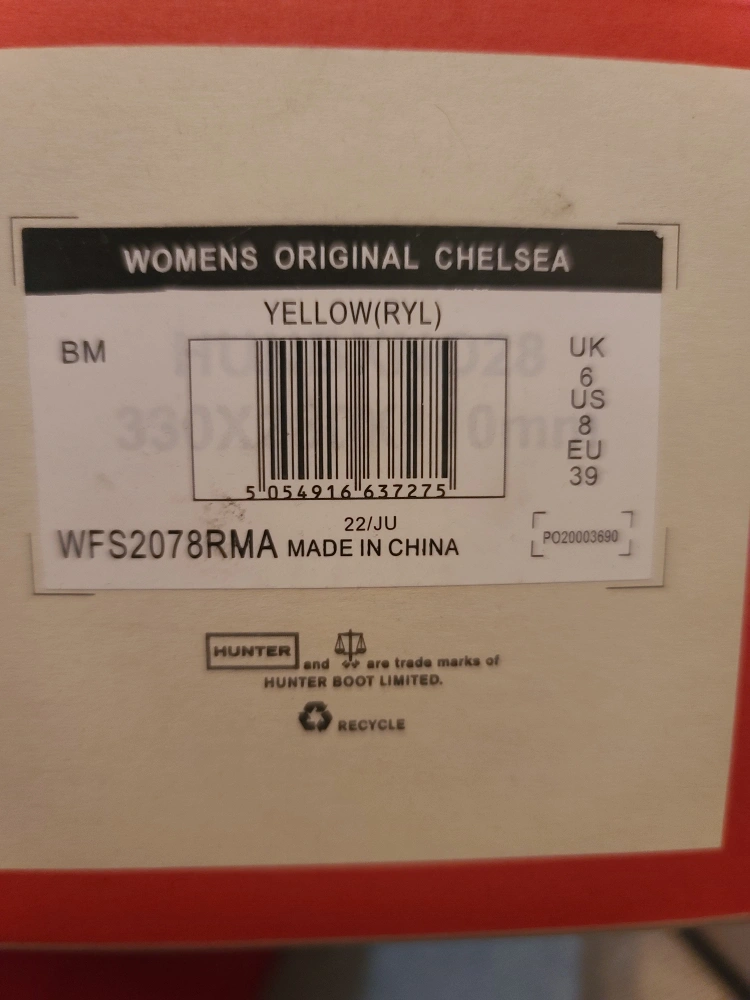 WOMENS ORIGINAL CHELSEA
YELLOW(RYL)
BM
UK
6
US
8
EU
39
5 054916 637275
22/JU
WFS2078RMA MADE IN CHINA
PO20003690
HUNTER and are trade marks of
HUNTER BOOT LIMITED.
RECYCLE